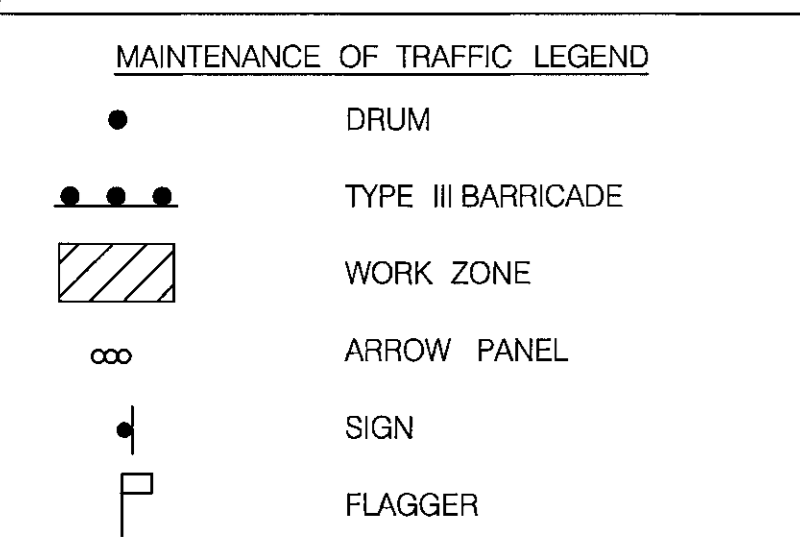 MAINTENANCE OF TRAFFIC LEGEND
DRUM
TYPE III BARRICADE
WORK ZONE
ARROW PANEL
SIGN
FLAGGER